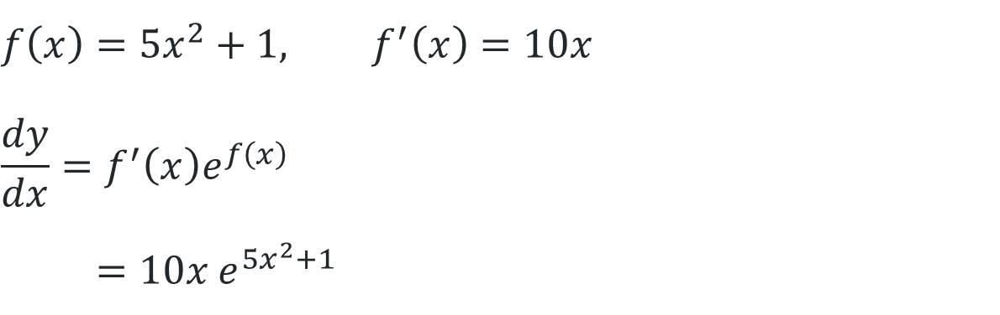 f(x) = 5x² + 1, f′(x) = 10x
dy/dx = f′(x)e^{f(x)}
= 10x e^{5x²+1}